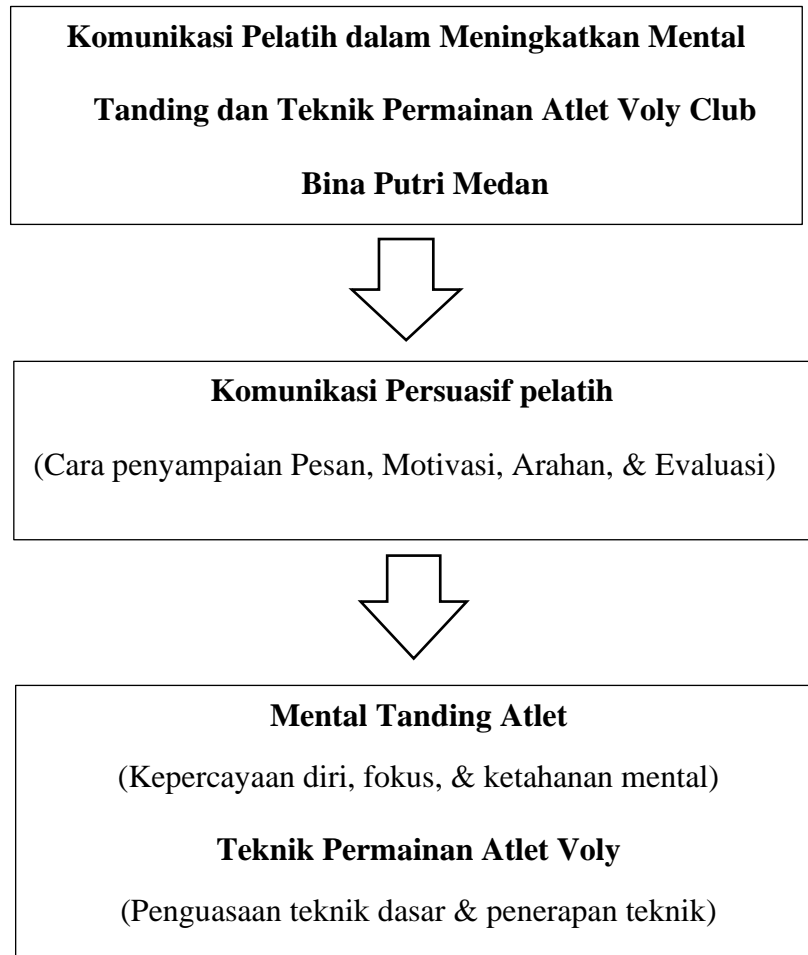 Komunikasi Pelatih dalam Meningkatkan Mental
Tanding dan Teknik Permainan Atlet Voly Club
Bina Putri Medan
Komunikasi Persuasif pelatih
(Cara penyampaian Pesan, Motivasi, Arahan, & Evaluasi)
Mental Tanding Atlet
(Kepercayaan diri, fokus, & ketahanan mental)
Teknik Permainan Atlet Voly
(Penguasaan teknik dasar & penerapan teknik)